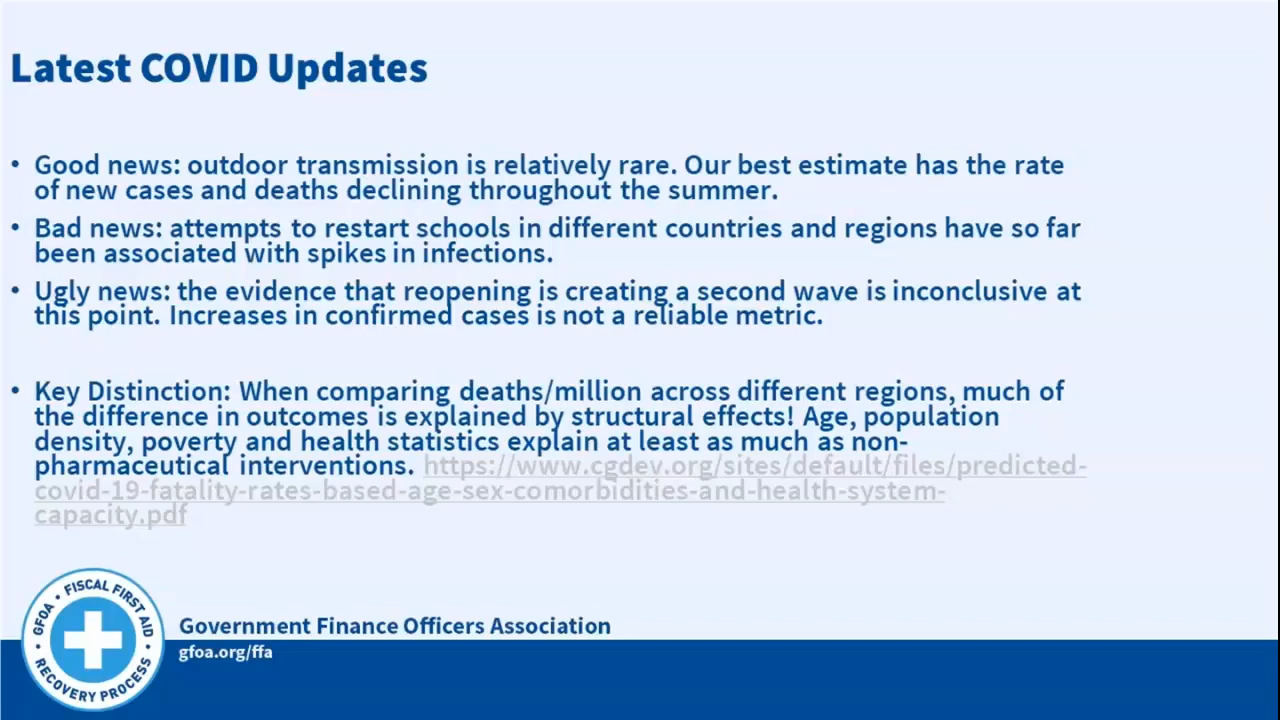 Latest COVID Updates
• Good news: outdoor transmission is relatively rare. Our best estimate has the rate
of new cases and deaths declining throughout the summer.
• Bad news: attempts to restart schools in different countries and regions have so far
been associated with spikes in infections.
• Ugly news: the evidence that reopening is creating a second wave is inconclusive at
this point. Increases in confirmed cases is not a reliable metric.
• Key Distinction: When comparing deaths/million across different regions, much of
the difference in outcomes is explained by structural effects! Age, population
density, poverty and health statistics explain at least as much as non-
pharmaceutical interventions. https://www.cgdev.org/sites/default/files/predicted-
covid-19-fatality-rates-based-age-sex-comorbidities-and-health-system-
capacity.pdf
GFOA • FISCAL FIRST AID
• RECOVERY PROCESS •
Government Finance Officers Association
gfoa.org/ffa